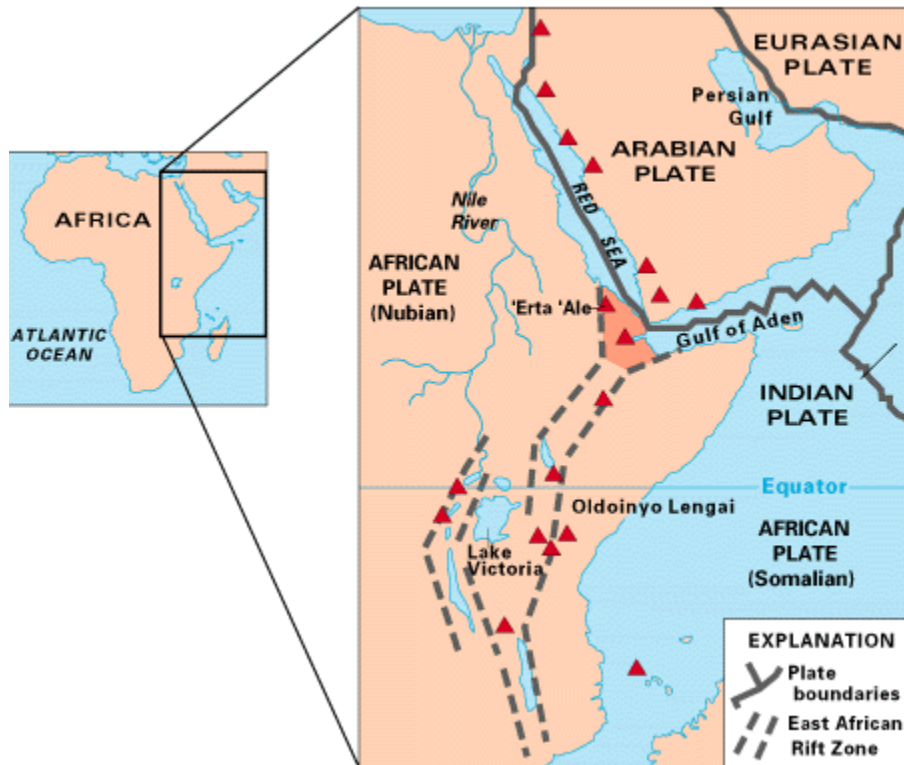 AFRICA
ATLANTIC
OCEAN
EURASIAN
PLATE
Persian
Gulf
ARABIAN
PLATE
RED
SEA
Nile
River
AFRICAN
PLATE
(Nubian)
'Erta 'Ale
Gulf of Aden
INDIAN
PLATE
Equator
Oldoinyo Lengai
Lake
Victoria
AFRICAN
PLATE
(Somalian)
EXPLANATION
Plate
boundaries
East African
Rift Zone